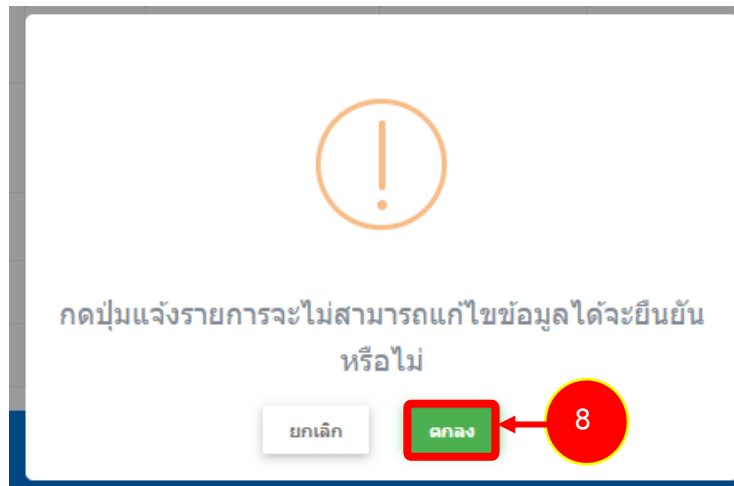 กดปุ่มแจ้งรายการจะไม่สามารถแก้ไขข้อมูลได้จะยืนยัน
หรือไม่
ยกเลิก ตกลง 8